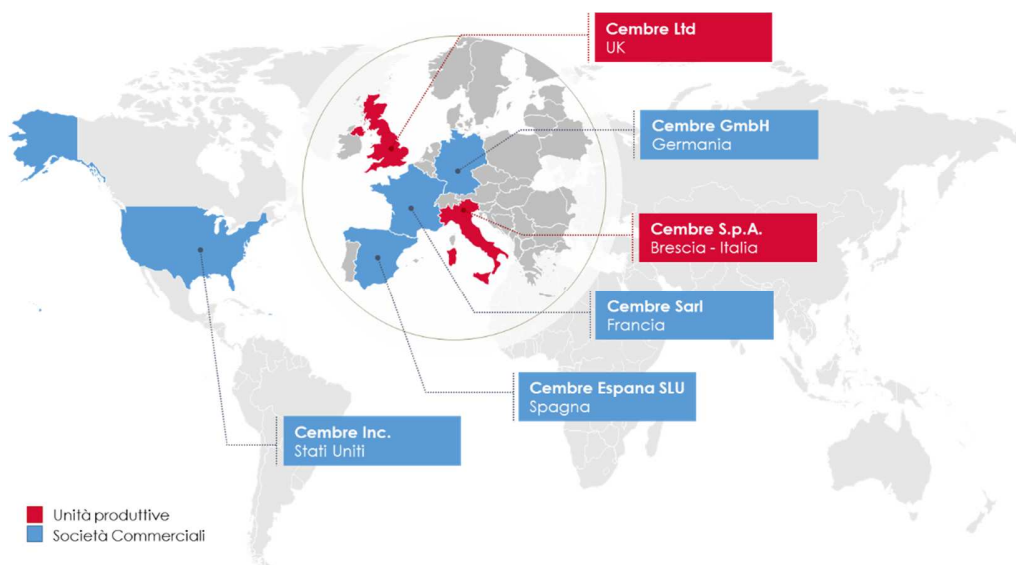 Cembre Ltd
UK
Cembre GmbH
Germania
Cembre S.p.A.
Brescia - Italia
Cembre Sarl
Francia
Cembre Espana SLU
Spagna
Cembre Inc.
Stati Uniti
Unità produttive
Società Commerciali